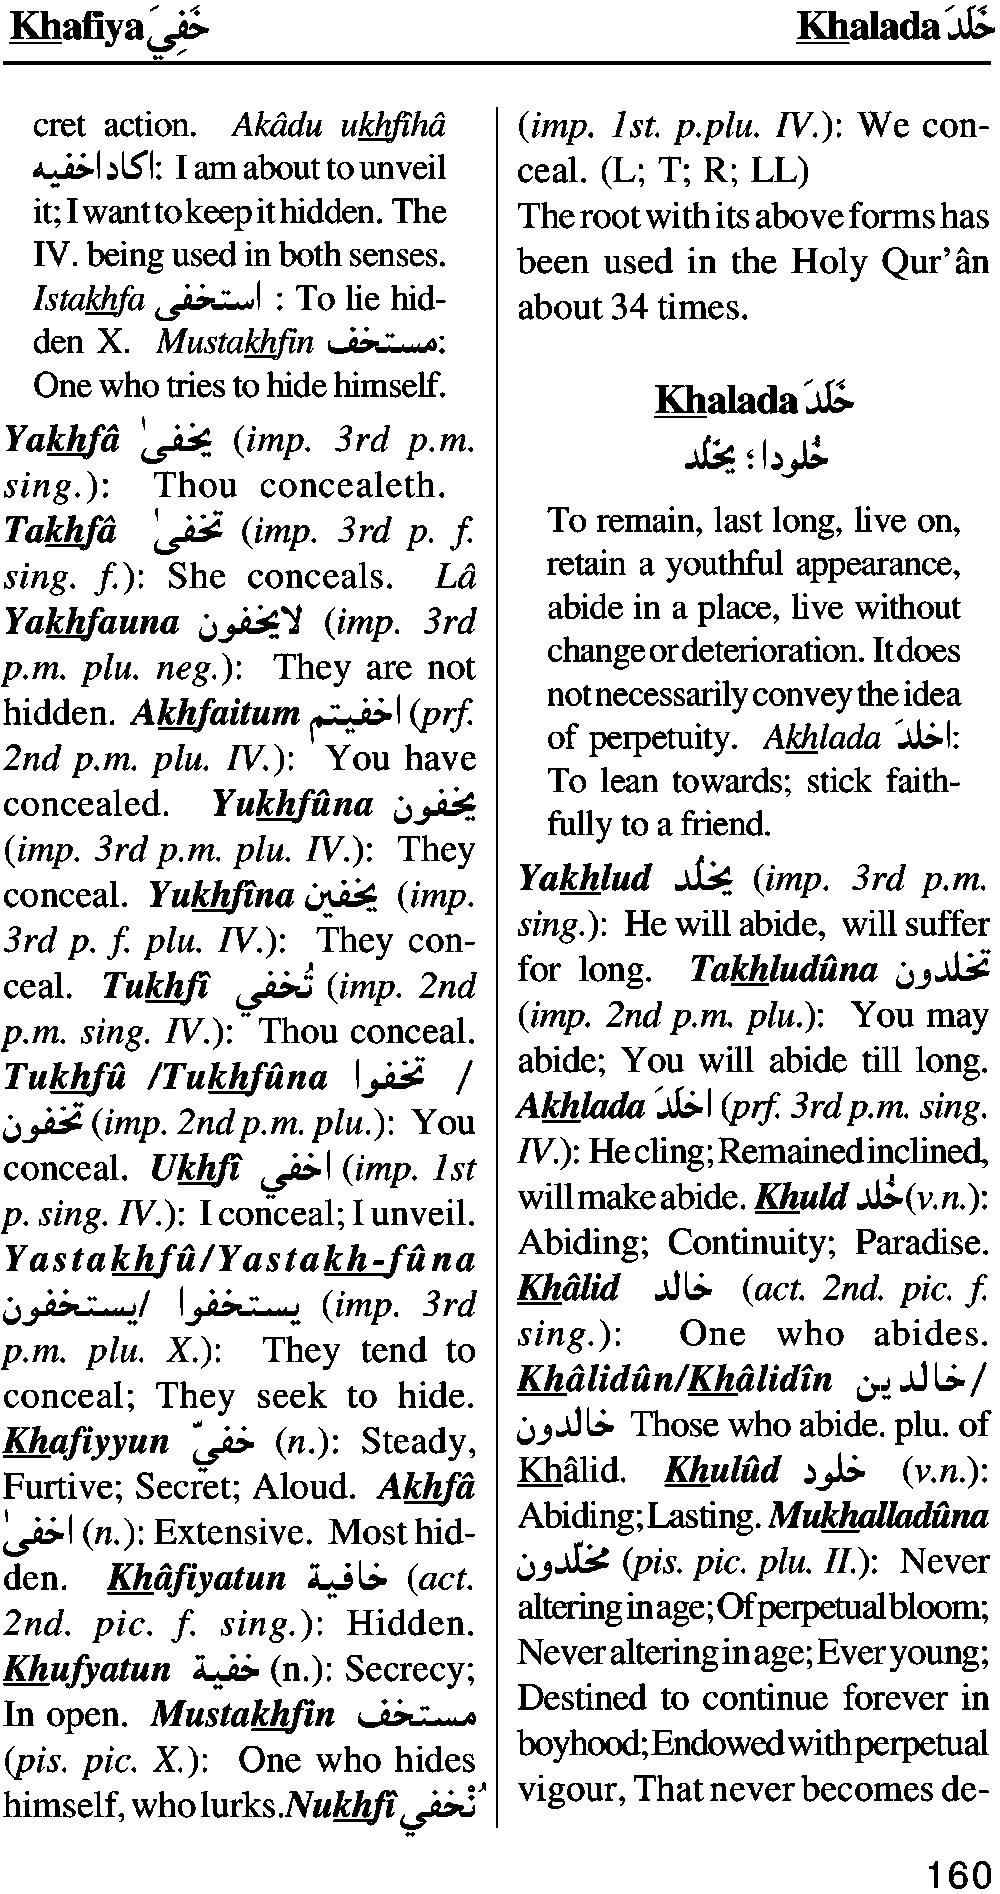 Khafiya خَفِيَ
Khalada خَلَدَ
cret action. Akâdu ukhfîhâ
اكاد اخفيه: I am about to unveil
it; I want to keep it hidden. The
IV. being used in both senses.
Istakhfa استخفى : To lie hid-
den X. Mustakhfin مستخف:
One who tries to hide himself.
Yakhfâ يخفىٰ (imp. 3rd p.m.
sing.): Thou concealeth.
Takhfâ تخفىٰ (imp. 3rd p. f.
sing. f.): She conceals. Lâ
Yakhfauna لايخفون (imp. 3rd
p.m. plu. neg.): They are not
hidden. Akhfaitum اخفيتم (prf.
2nd p.m. plu. IV.): You have
concealed. Yukhfûna يخفون
(imp. 3rd p.m. plu. IV.): They
conceal. Yukhfîna يخفين (imp.
3rd p. f. plu. IV.): They con-
ceal. Tukhfî تُخفي (imp. 2nd
p.m. sing. IV.): Thou conceal.
Tukhfû /Tukhfûna تخفوا /
تخفون (imp. 2nd p.m. plu.): You
conceal. Ukhfî اخفي (imp. 1st
p. sing. IV.): I conceal; I unveil.
Yastakhfû/Yastakh-fûna
يستخفوا /يستخفون (imp. 3rd
p.m. plu. X.): They tend to
conceal; They seek to hide.
Khafiyyun خفيّ (n.): Steady,
Furtive; Secret; Aloud. Akhfâ
اخفىٰ (n.): Extensive. Most hid-
den. Khâfiyatun خافية (act.
2nd. pic. f. sing.): Hidden.
Khufyatun خفية (n.): Secrecy;
In open. Mustakhfin مستخف
(pis. pic. X.): One who hides
himself, who lurks.Nukhfî نُخفي
(imp. 1st. p.plu. IV.): We con-
ceal. (L; T; R; LL)
The root with its above forms has
been used in the Holy Qur’ân
about 34 times.
Khalada خَلَدَ
خُلودا ؛ يخلُد
To remain, last long, live on,
retain a youthful appearance,
abide in a place, live without
change or deterioration. It does
not necessarily convey the idea
of perpetuity. Akhlada اخلدَ:
To lean towards; stick faith-
fully to a friend.
Yakhlud يخلُد (imp. 3rd p.m.
sing.): He will abide, will suffer
for long. Takhludûna تخلدون
(imp. 2nd p.m. plu.): You may
abide; You will abide till long.
Akhlada اخلَدَ (prf. 3rd p.m. sing.
IV.): He cling; Remained inclined,
will make abide. Khuld خُلد(v.n.):
Abiding; Continuity; Paradise.
Khâlid خالد (act. 2nd. pic. f.
sing.): One who abides.
Khâlidûn/Khâlidîn خالدين/
خالدون Those who abide. plu. of
Khâlid. Khulûd خلود (v.n.):
Abiding; Lasting. Mukhalladûna
مخلّدون (pis. pic. plu. II.): Never
altering in age; Of perpetual bloom;
Never altering in age; Ever young;
Destined to continue forever in
boyhood; Endowed with perpetual
vigour, That never becomes de-
160